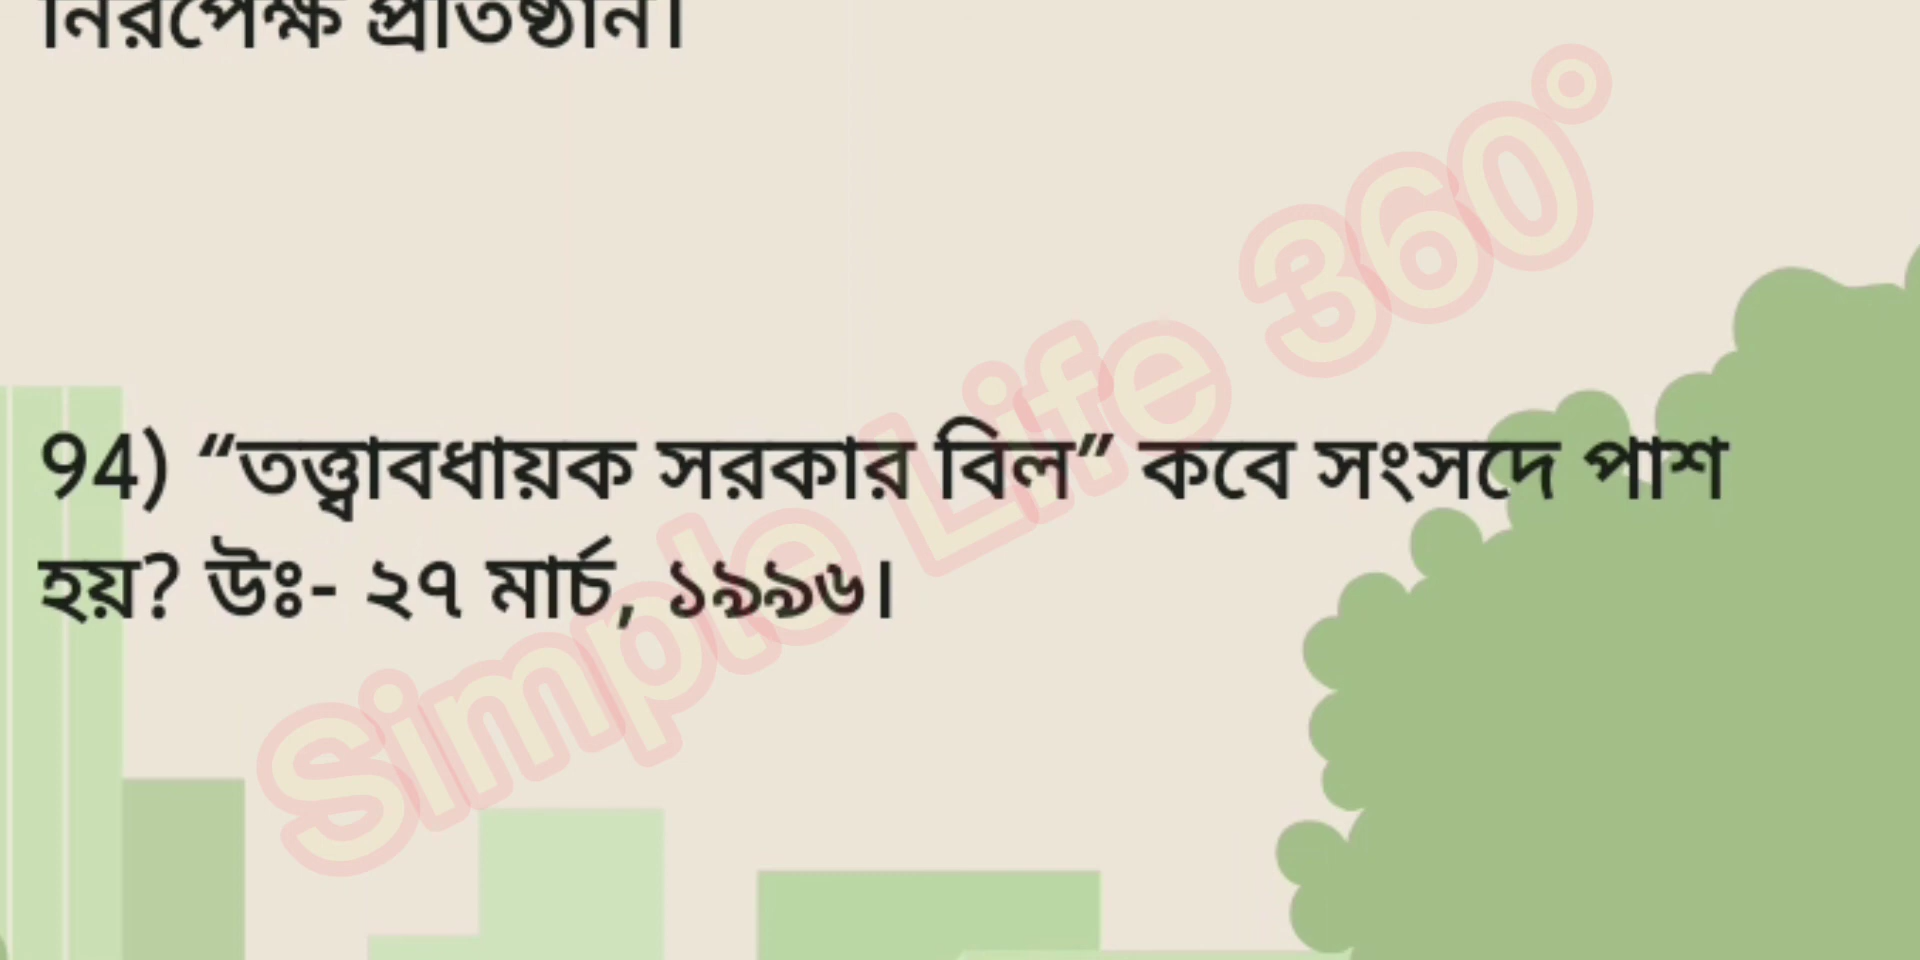 নিরপেক্ষ প্রতিষ্ঠান।
94) “তত্ত্বাবধায়ক সরকার বিল” কবে সংসদে পাশ
হয়? উঃ- ২৭ মার্চ, ১৯৯৬।
Simple Life 360°